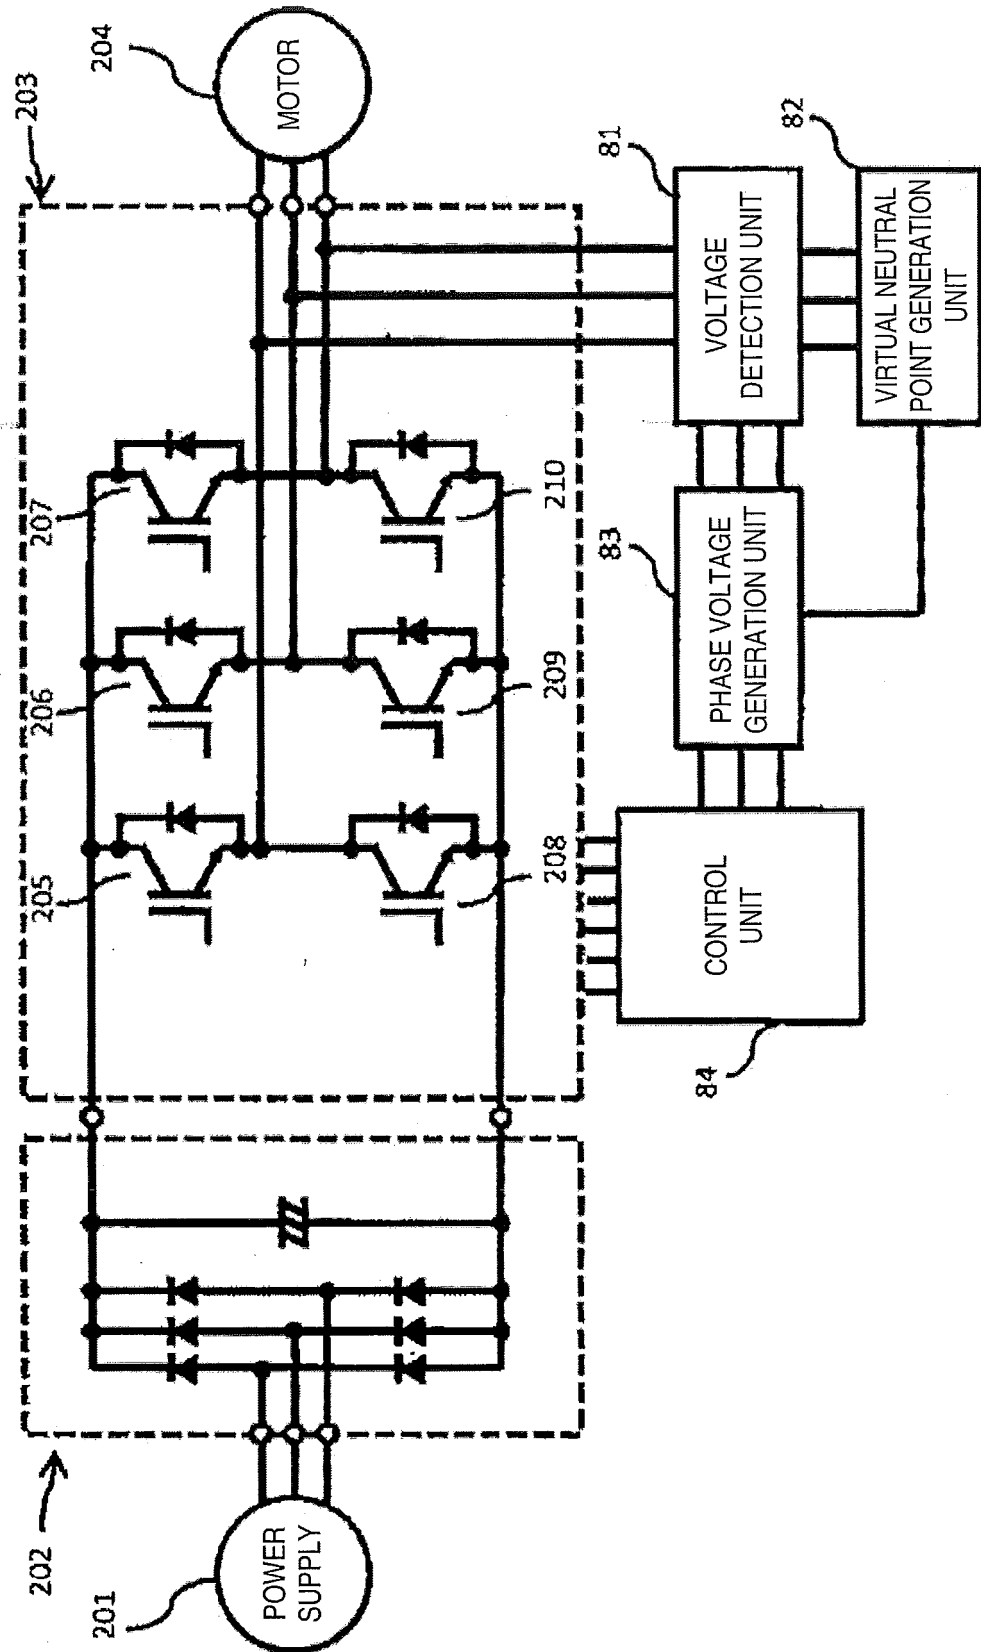 202
201
POWER
SUPPLY
203
204
MOTOR
205
206
207
208
209
210
84
CONTROL
UNIT
83
PHASE VOLTAGE
GENERATION UNIT
81
VOLTAGE
DETECTION UNIT
82
VIRTUAL NEUTRAL
POINT GENERATION
UNIT